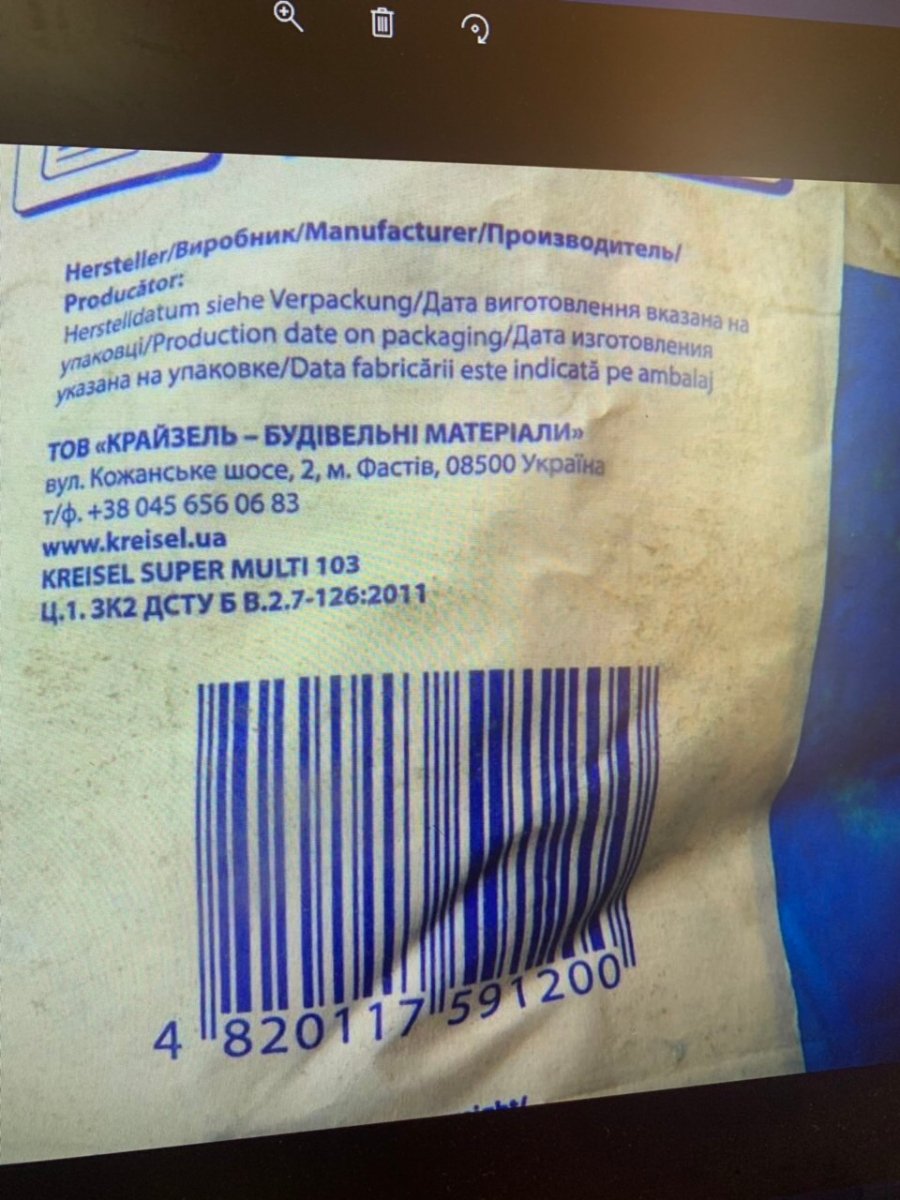 Hersteller/Виробник/Manufacturer/Производитель/
Producător:
Herstelldatum siehe Verpackung/Дата виготовлення вказана на
упаковці/Production date on packaging/Дата изготовления
указана на упаковке/Data fabricării este indicată pe ambalaj
ТОВ «КРАЙЗЕЛЬ – БУДІВЕЛЬНІ МАТЕРІАЛИ»
вул. Кожанське шосе, 2, м. Фастів, 08500 Україна
т/ф. +38 045 656 06 83
www.kreisel.ua
KREISEL SUPER MULTI 103
Ц.1. ЗК2 ДСТУ Б В.2.7-126:2011
4 820117 591200